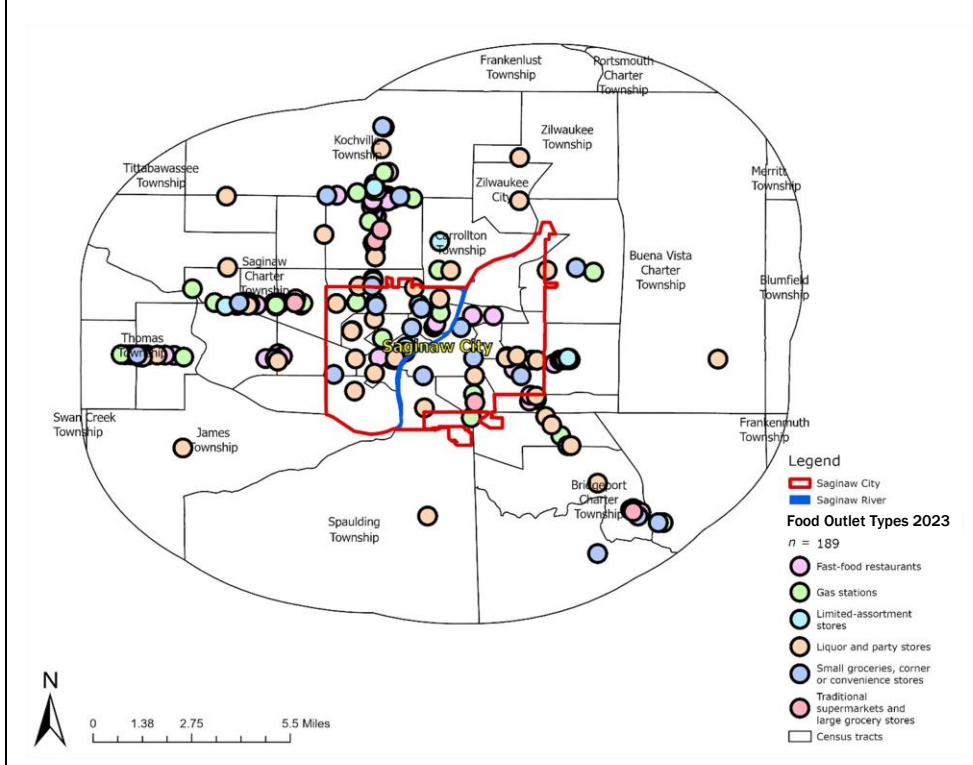 Frankenlust
Township
Portsmouth
Charter
Township
Kochville
Township
Zilwaukee
Township
Tittabawassee
Township
Merritt
Township
Zilwaukee
City
Carrollton
Township
Saginaw
Charter
Township
Buena Vista
Charter
Township
Blumfield
Township
Thomas
Township
Saginaw City
Swan Creek
Township
James
Township
Frankenmuth
Township
Bridgeport
Charter
Township
Spaulding
Township
Legend
Saginaw City
Saginaw River
Food Outlet Types 2023
n = 189
Fast-food restaurants
Gas stations
Limited-assortment
stores
Liquor and party stores
Small groceries, corner
or convenience stores
Traditional
supermarkets and
large grocery stores
Census tracts
N
0 1.38 2.75 5.5 Miles